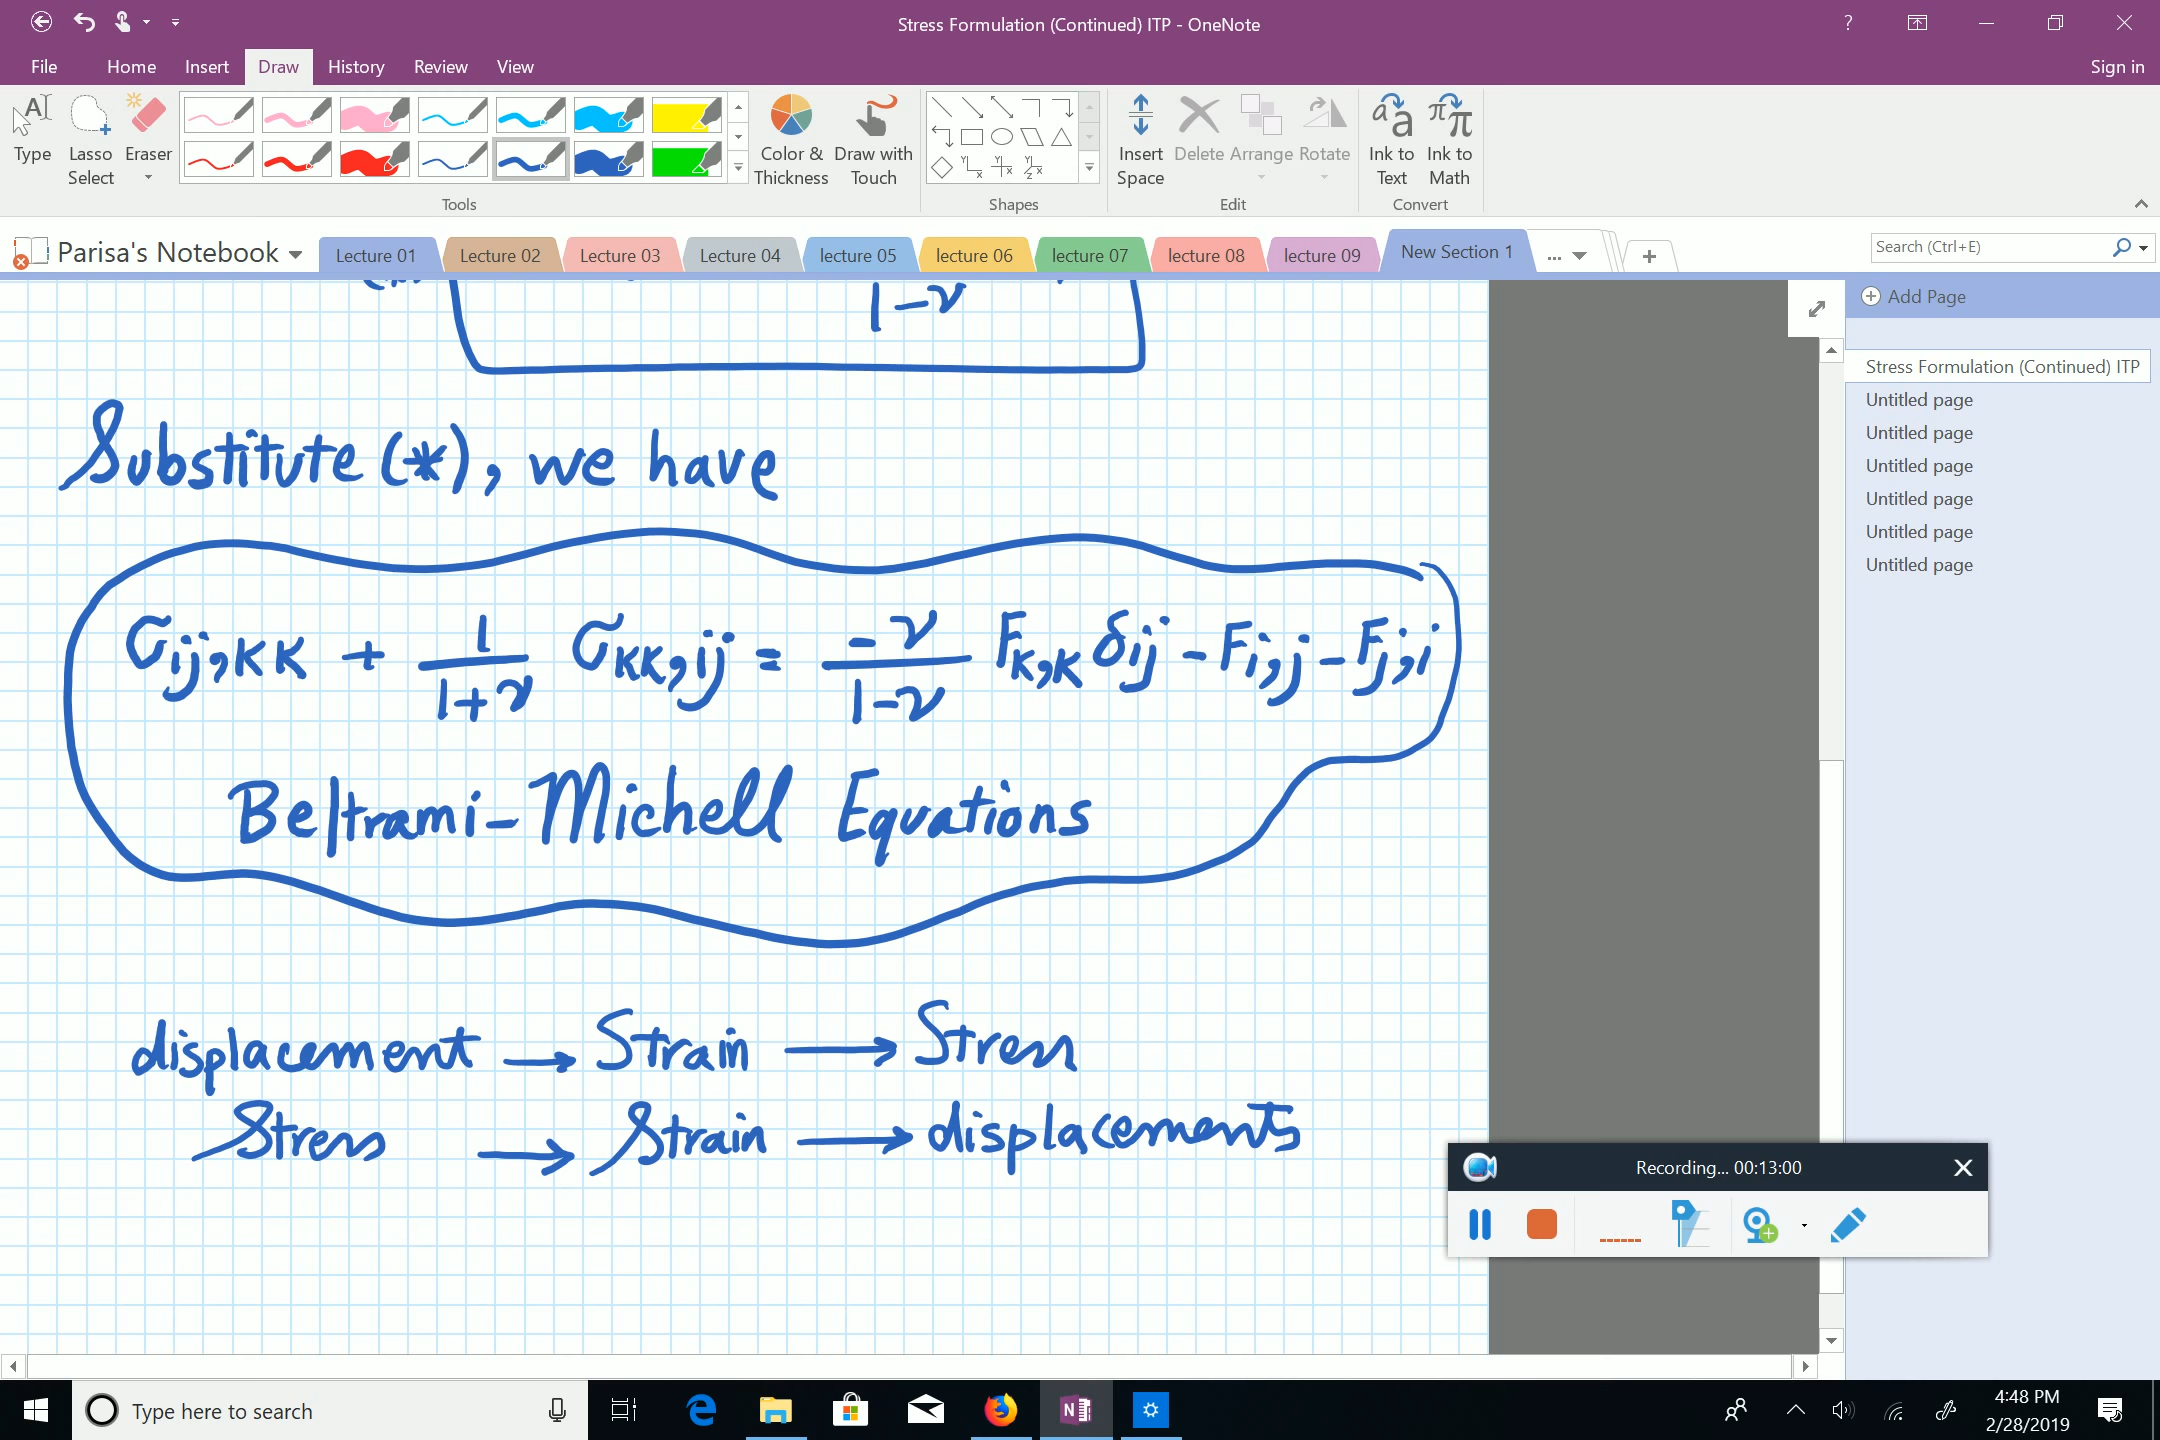 Stress Formulation (Continued) ITP - OneNote
?
File Home Insert Draw History Review View
Sign in
Type
Lasso Select
Eraser
Color & Thickness
Draw with Touch
Insert Space
Delete
Arrange
Rotate
Ink to Text
Ink to Math
Tools
Shapes
Edit
Convert
Parisa's Notebook
Lecture 01
Lecture 02
Lecture 03
Lecture 04
lecture 05
lecture 06
lecture 07
lecture 08
lecture 09
New Section 1
...
Search (Ctrl+E)
Add Page
Stress Formulation (Continued) ITP
Untitled page
Untitled page
Untitled page
Untitled page
Untitled page
Untitled page
1-ν
Substitute (*), we have
σij,kk + 1/(1+ν) σkk,ij = -ν/(1-ν) Fk,k δij - Fi,j - Fj,i
Beltrami-Michell Equations
displacement → Strain → Stress
Stress → Strain → displacements
Recording... 00:13:00
Type here to search
4:48 PM
2/28/2019